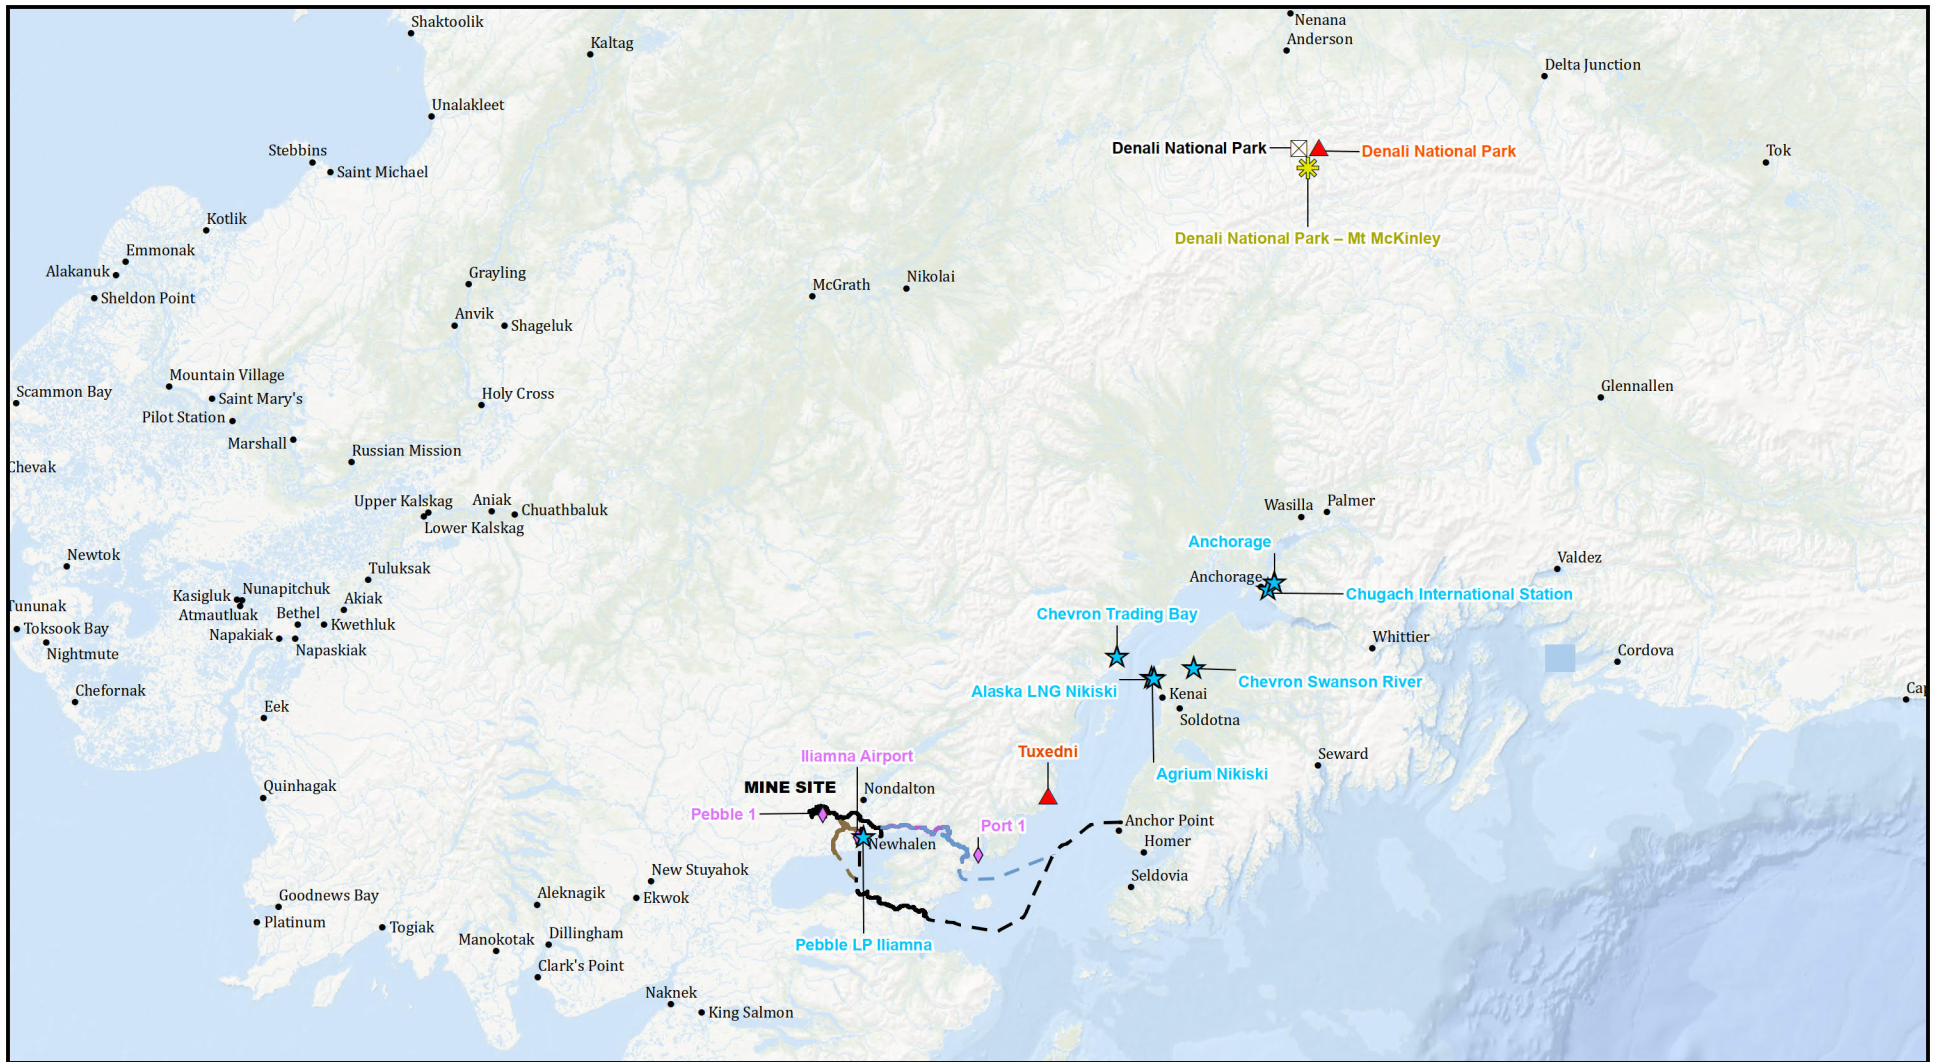 Shaktoolik
Nenana
Kaltag
Anderson
Delta Junction
Unalakleet
Stebbins
Saint Michael
Denali National Park
Denali National Park
Tok
Kotlik
Denali National Park – Mt McKinley
Emmonak
Alakanuk
Sheldon Point
Grayling
McGrath
Nikolai
Anvik
Shageluk
Mountain Village
Scammon Bay
Saint Mary's
Holy Cross
Glennallen
Pilot Station
Marshall
Russian Mission
Chevak
Upper Kalskag
Aniak
Chuathbaluk
Lower Kalskag
Wasilla
Palmer
Anchorage
Newtok
Valdez
Tuluksak
Anchorage
Kasigluk
Nunapitchuk
Chugach International Station
Tununak
Atmautluak
Bethel
Akiak
Chevron Trading Bay
Toksook Bay
Napakiak
Kwethluk
Whittier
Nightmute
Napaskiak
Cordova
Chevron Swanson River
Chefornak
Alaska LNG Nikiski
Kenai
Cap
Eek
Soldotna
Iliamna Airport
Tuxedni
Seward
Agrium Nikiski
Quinhagak
MINE SITE
Nondalton
Pebble 1
Port 1
Anchor Point
Newhalen
Homer
New Stuyahok
Seldovia
Goodnews Bay
Aleknagik
Ekwok
Platinum
Togiak
Manokotak
Dillingham
Pebble LP Iliamna
Clark's Point
Naknek
King Salmon